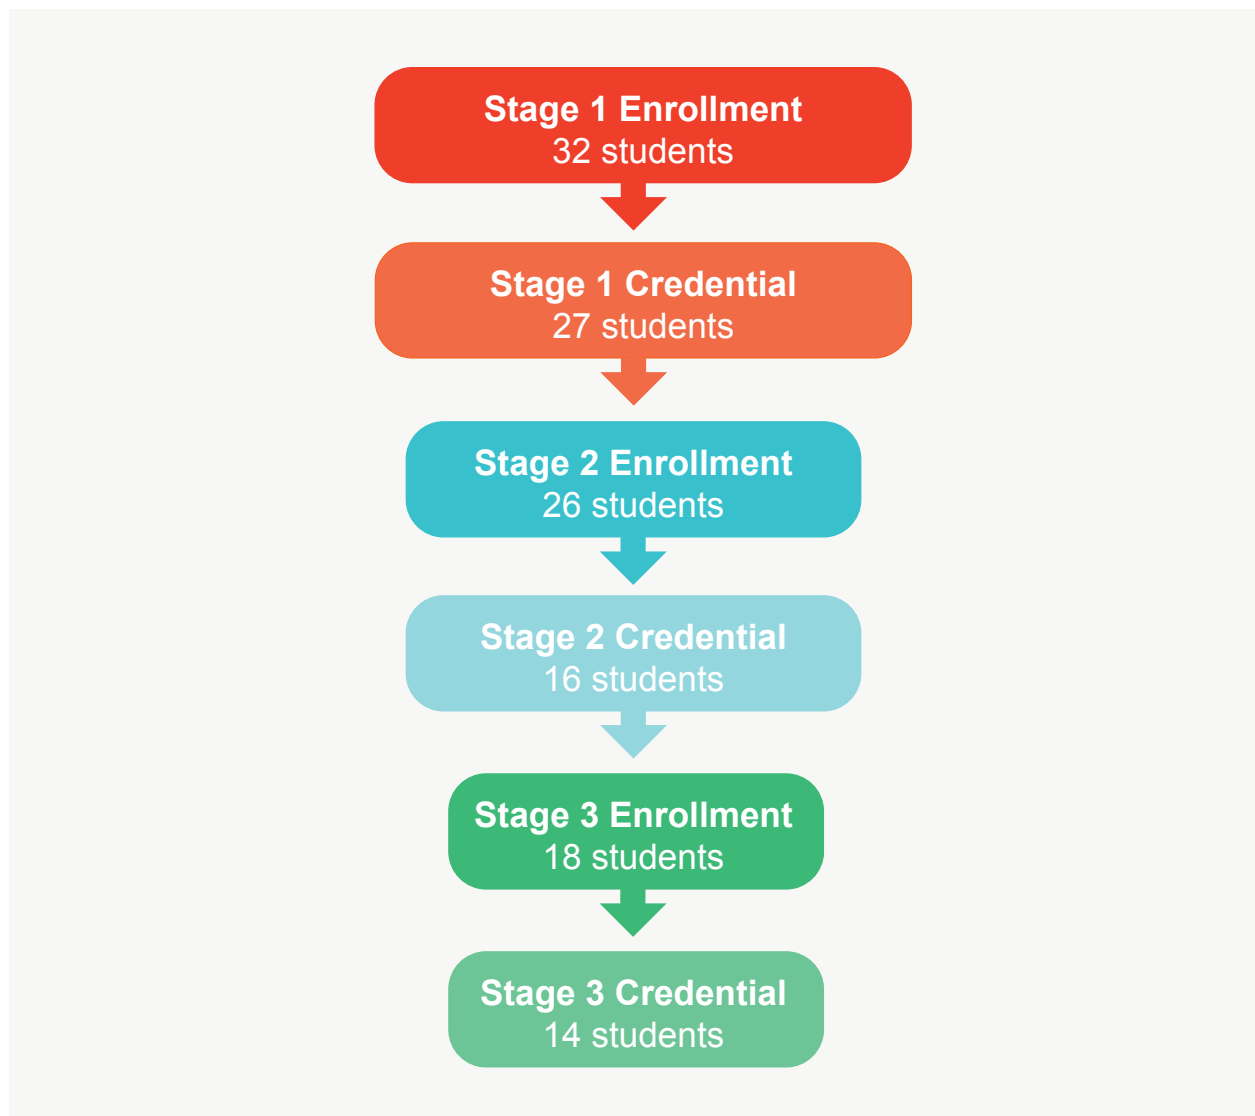 Stage 1 Enrollment
32 students
Stage 1 Credential
27 students
Stage 2 Enrollment
26 students
Stage 2 Credential
16 students
Stage 3 Enrollment
18 students
Stage 3 Credential
14 students